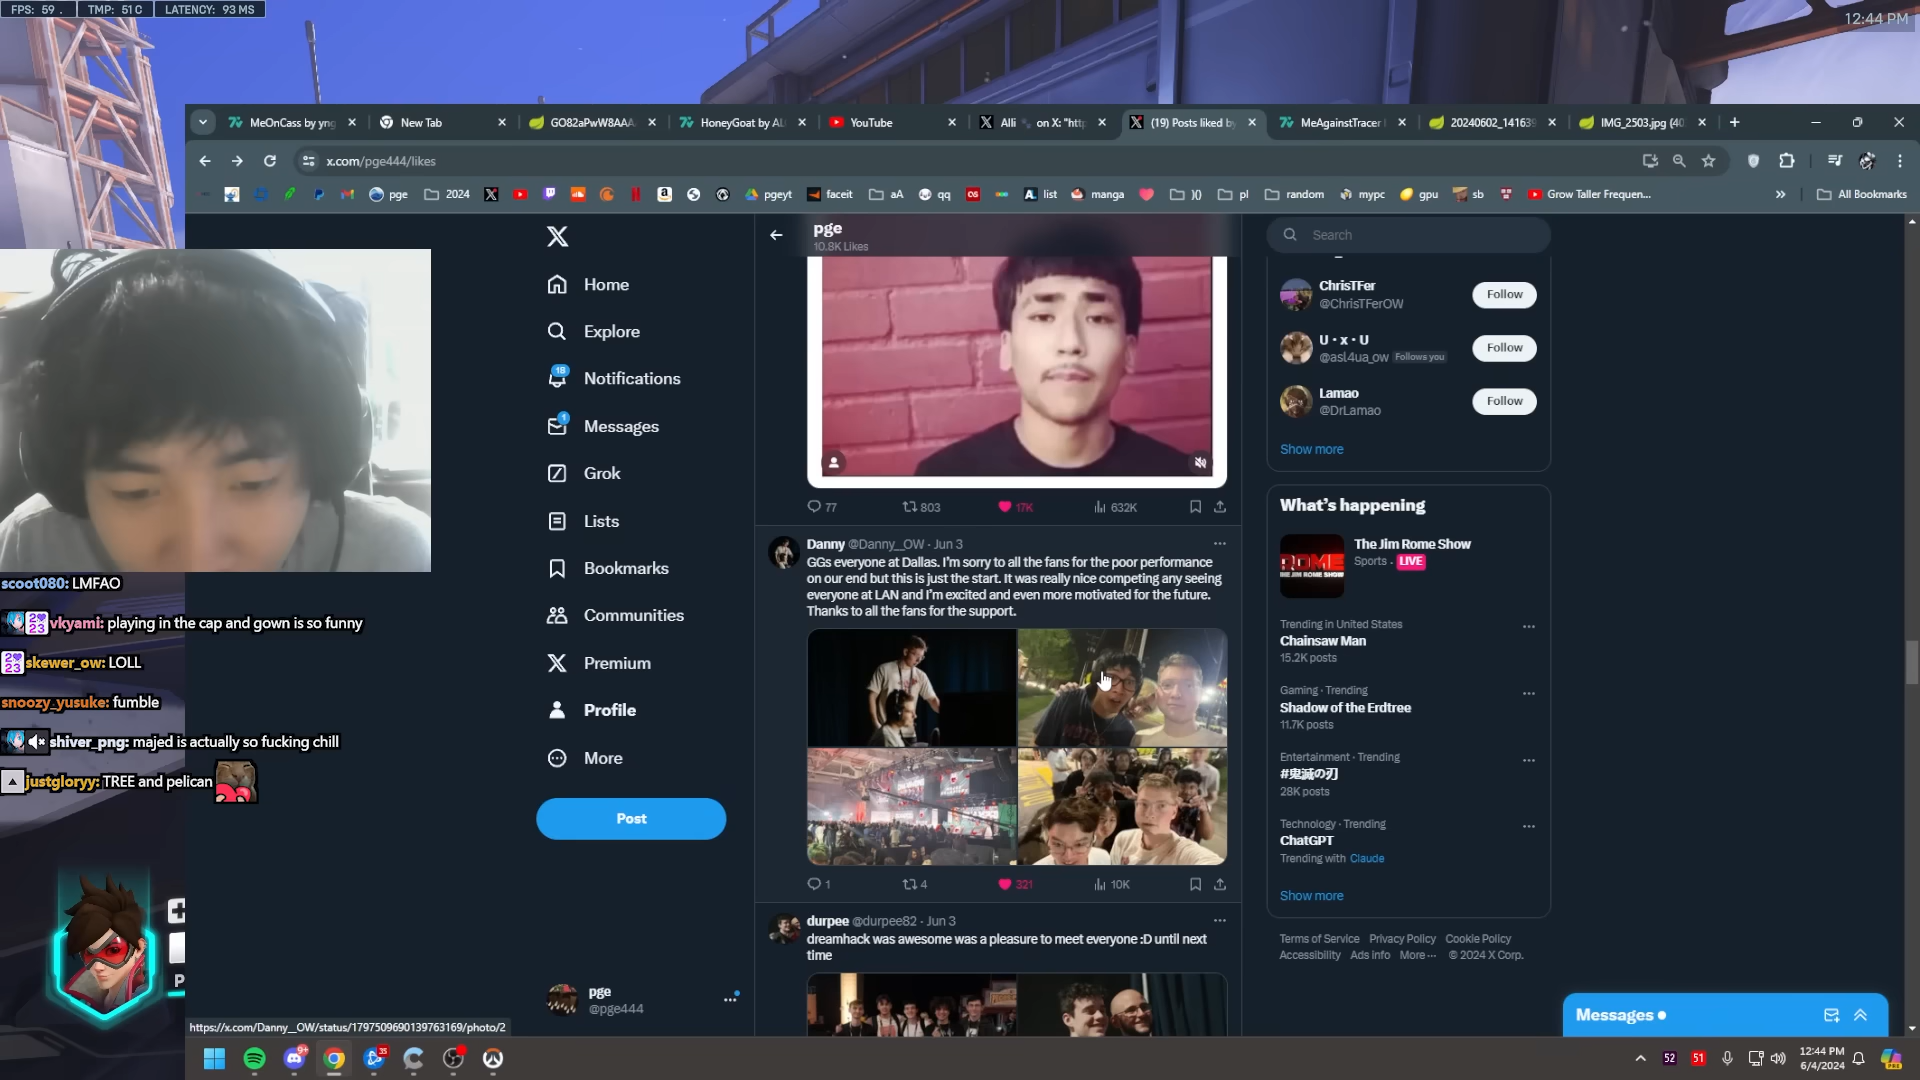 FPS: 59 .
TMP: 51 C
LATENCY: 93 MS
12:44 PM
MeOnCass by yng
New Tab
GO82aPwW8AAA
HoneyGoat by AL
YouTube
Alli on X: "http
(19) Posts liked by
MeAgainstTracer
20240602_141639
IMG_2503.jpg (40
x.com/pge444/likes
pge
2024
pgeyt
faceit
aA
qq
list
manga
)()
pl
random
mypc
gpu
sb
Grow Taller Frequen...
All Bookmarks
pge
10.8K Likes
Home
Explore
18
Notifications
1
Messages
Grok
Lists
Bookmarks
Communities
Premium
Profile
More
Post
pge
@pge444
77
803
17K
632K
Danny @Danny__OW · Jun 3
GGs everyone at Dallas. I'm sorry to all the fans for the poor performance
on our end but this is just the start. It was really nice competing any seeing
everyone at LAN and I'm excited and even more motivated for the future.
Thanks to all the fans for the support.
1
4
321
10K
durpee @durpee82 · Jun 3
dreamhack was awesome was a pleasure to meet everyone :D until next
time
Search
ChrisTFer
@ChrisTFerOW
Follow
U · x · U
@asl4ua_ow Follows you
Follow
Lamao
@DrLamao
Follow
Show more
What's happening
ROME
The Jim Rome Show
Sports · LIVE
Trending in United States
Chainsaw Man
15.2K posts
Gaming · Trending
Shadow of the Erdtree
11.7K posts
Entertainment · Trending
#鬼滅の刃
28K posts
Technology · Trending
ChatGPT
Trending with Claude
Show more
Terms of Service Privacy Policy Cookie Policy
Accessibility Ads info More ··· © 2024 X Corp.
Messages
scoot080: LMFAO
vkyami: playing in the cap and gown is so funny
skewer_ow: LOLL
snoozy_yusuke: fumble
shiver_png: majed is actually so fucking chill
justgloryy: TREE and pelican
https://x.com/Danny__OW/status/1797509690139763169/photo/2
9+
35
52
51
12:44 PM
6/4/2024